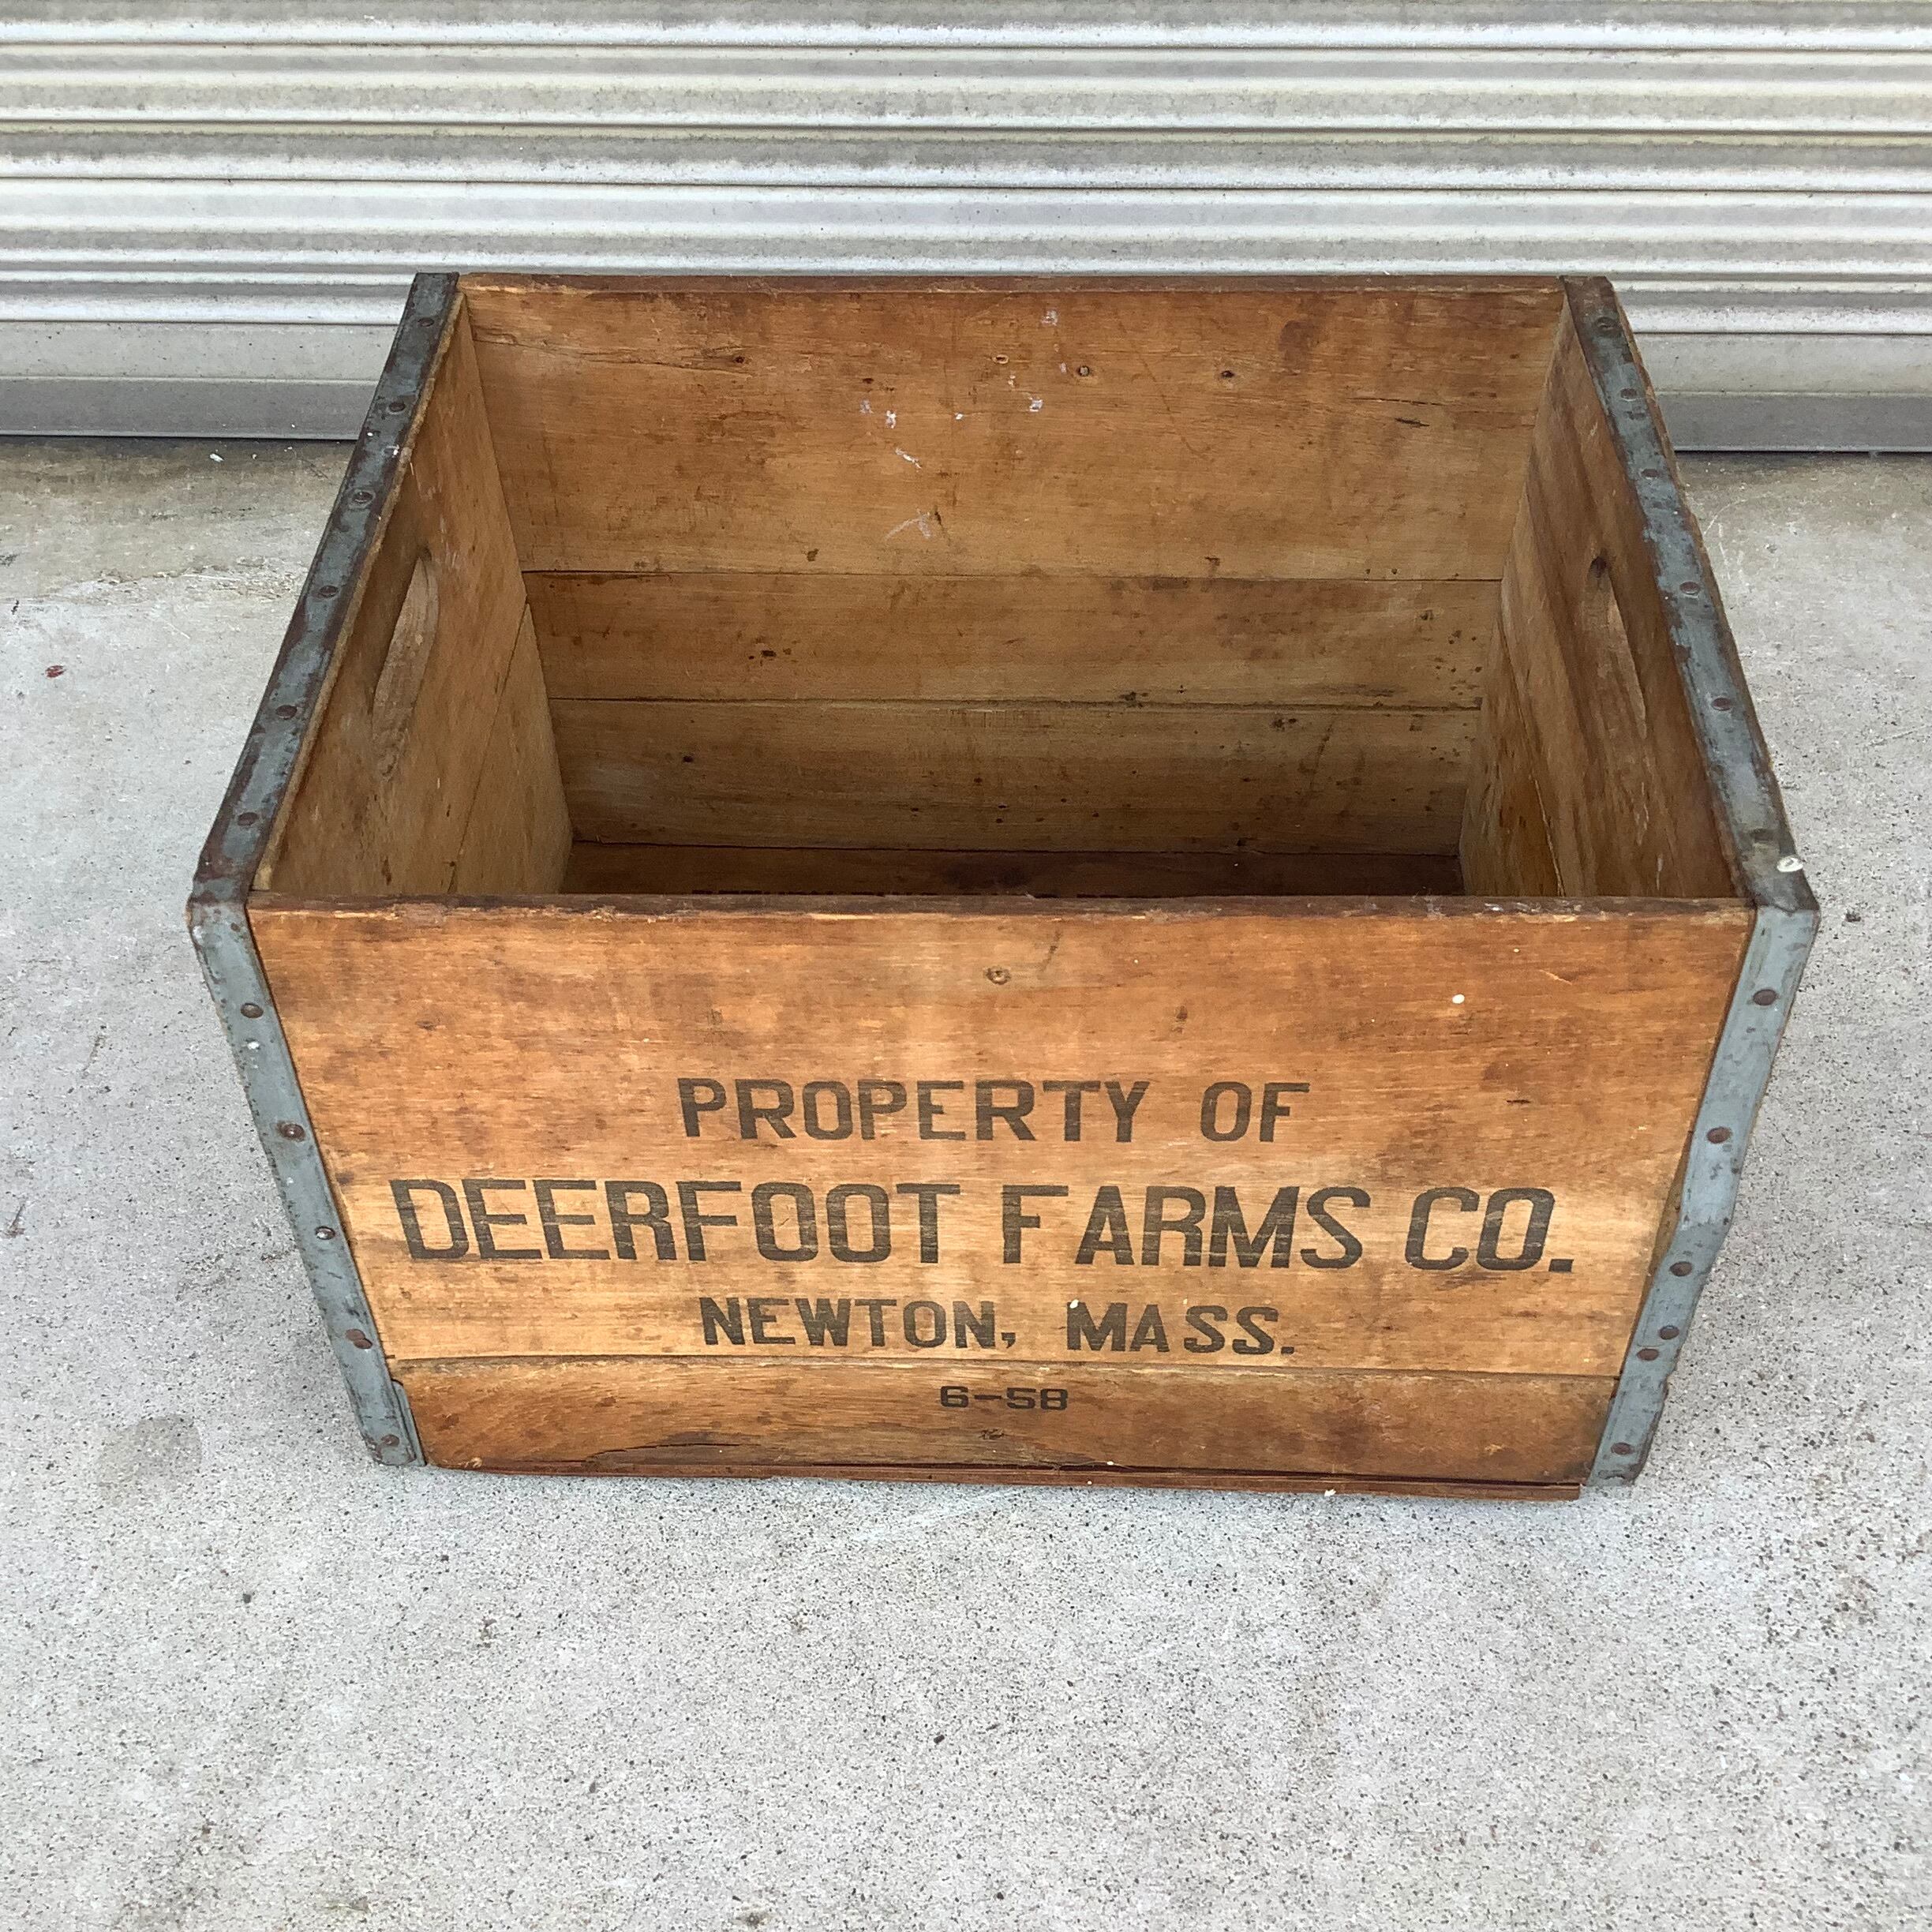 PROPERTY OF
DEERFOOT FARMS CO.
NEWTON, MASS.
6-58